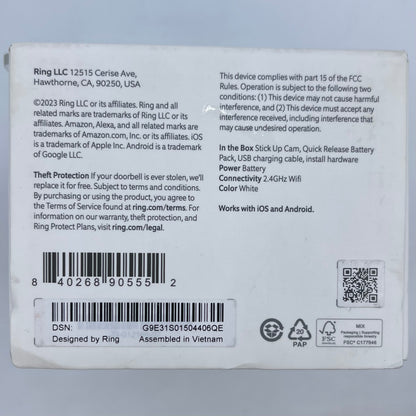 Ring LLC 12515 Cerise Ave,
Hawthorne, CA, 90250, USA
©2023 Ring LLC or its affiliates. Ring and all
related marks are trademarks of Ring LLC or its
affiliates. Amazon, Alexa, and all related marks are
trademarks of Amazon.com, Inc. or its affiliates. iOS
is a trademark of Apple Inc. Android is a trademark
of Google LLC.
Theft Protection If your doorbell is ever stolen, we'll
replace it for free. Subject to terms and conditions.
By purchasing or using the product, you agree to
the Terms of Service found at ring.com/terms. For
information on our warranty, theft protection, and
Ring Protect Plans, visit ring.com/legal.
This device complies with part 15 of the FCC
Rules. Operation is subject to the following two
conditions: (1) This device may not cause harmful
interference, and (2) This device must accept any
interference received, including interference that
may cause undesired operation.
In the Box Stick Up Cam, Quick Release Battery
Pack, USB charging cable, install hardware
Power Battery
Connectivity 2.4GHz Wifi
Color White
Works with iOS and Android.
8 40268 90555 2
DSN: G9E31S01504406QE
Designed by Ring Assembled in Vietnam
20
PAP
FSC
MIX
Packaging | Supporting
responsible forestry
FSC® C177846